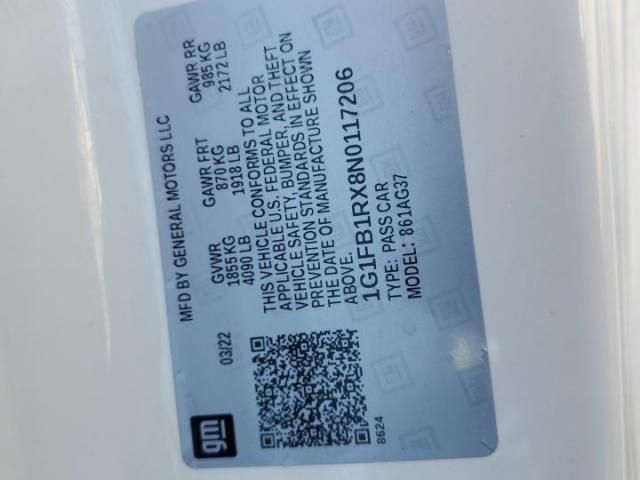 MFD BY GENERAL MOTORS LLC
03/22
GVWR
1855 KG
4090 LB
GAWR FRT
870 KG
1918 LB
GAWR RR
985 KG
2172 LB
THIS VEHICLE CONFORMS TO ALL
APPLICABLE U.S. FEDERAL MOTOR
VEHICLE SAFETY, BUMPER, AND THEFT
PREVENTION STANDARDS IN EFFECT ON
THE DATE OF MANUFACTURE SHOWN
ABOVE.
1G1FB1RX8N0117206
TYPE: PASS CAR
MODEL: 861AG37
gm
8624